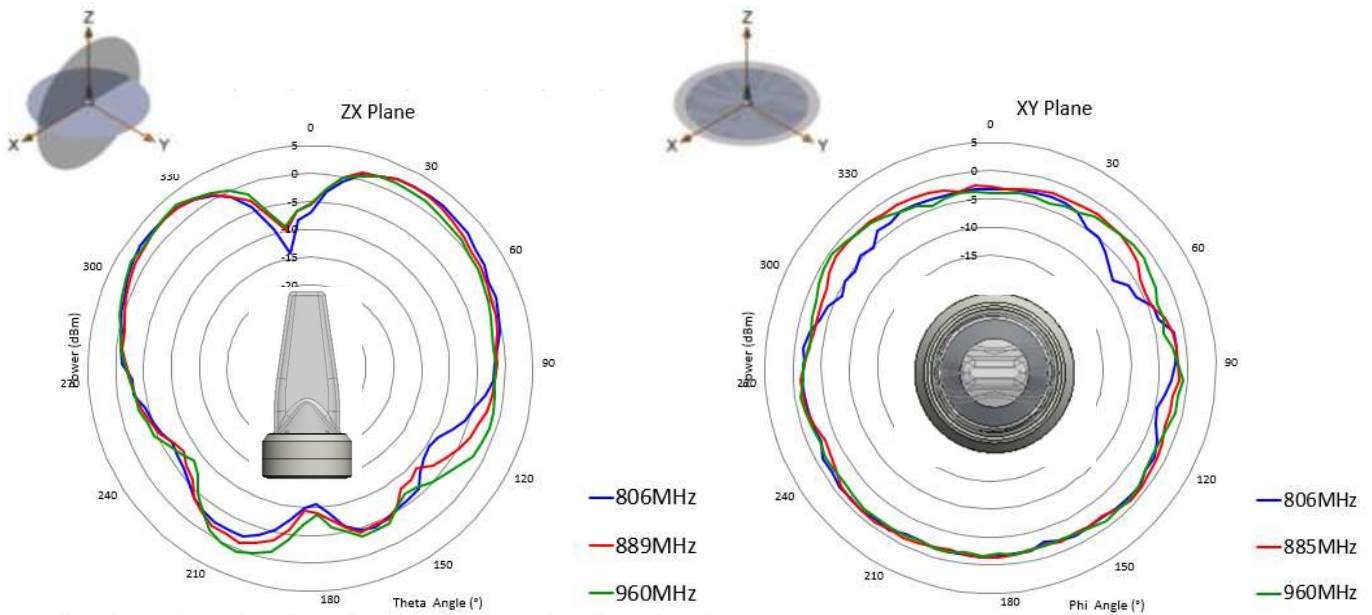 Z
X
Y
ZX Plane
0
5
0
-5
-10
-15
-20
30
60
90
120
150
180
210
240
270
300
330
Power (dBm)
Theta Angle (°)
806MHz
889MHz
960MHz
Z
X
Y
XY Plane
0
5
0
-5
-10
-15
30
60
90
120
150
180
210
240
270
300
330
Power (dBm)
Phi Angle (°)
806MHz
885MHz
960MHz